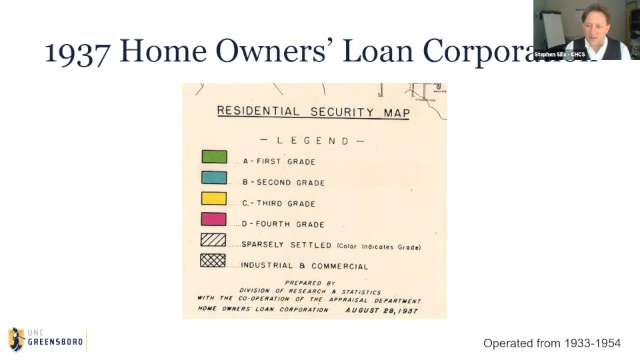 1937 Home Owners' Loan Corporation
Stephen Sills - CHCS
RESIDENTIAL SECURITY MAP
— LEGEND —
A - FIRST GRADE
B - SECOND GRADE
C - THIRD GRADE
D - FOURTH GRADE
SPARSELY SETTLED (Color Indicates Grade)
INDUSTRIAL & COMMERCIAL
PREPARED BY
DIVISION OF RESEARCH & STATISTICS
WITH THE CO-OPERATION OF THE APPRAISAL DEPARTMENT
HOME OWNERS' LOAN CORPORATION AUGUST 28, 1937
UNC
GREENSBORO
Operated from 1933-1954